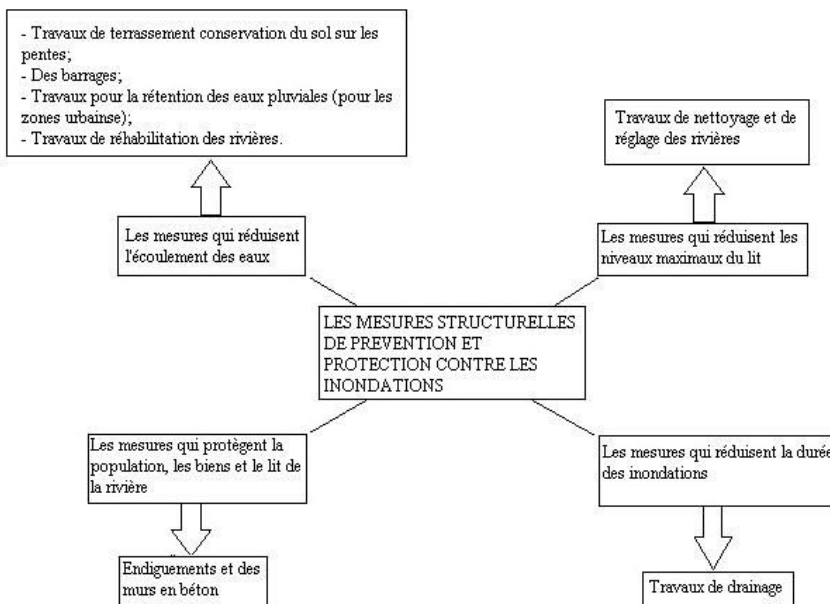 - Travaux de terrassement conservation du sol sur les
pentes;
- Des barrages;
- Travaux pour la rétention des eaux pluviales (pour les
zones urbainse);
- Travaux de réhabilitation des rivières.
Travaux de nettoyage et de
réglage des rivières
Les mesures qui réduisent
l'écoulement des eaux
Les mesures qui réduisent les
niveaux maximaux du lit
LES MESURES STRUCTURELLES
DE PREVENTION ET
PROTECTION CONTRE LES
INONDATIONS
Les mesures qui protègent la
population, les biens et le lit de
la rivière
Les mesures qui réduisent la durée
des inondations
Endiguements et des
murs en béton
Travaux de drainage